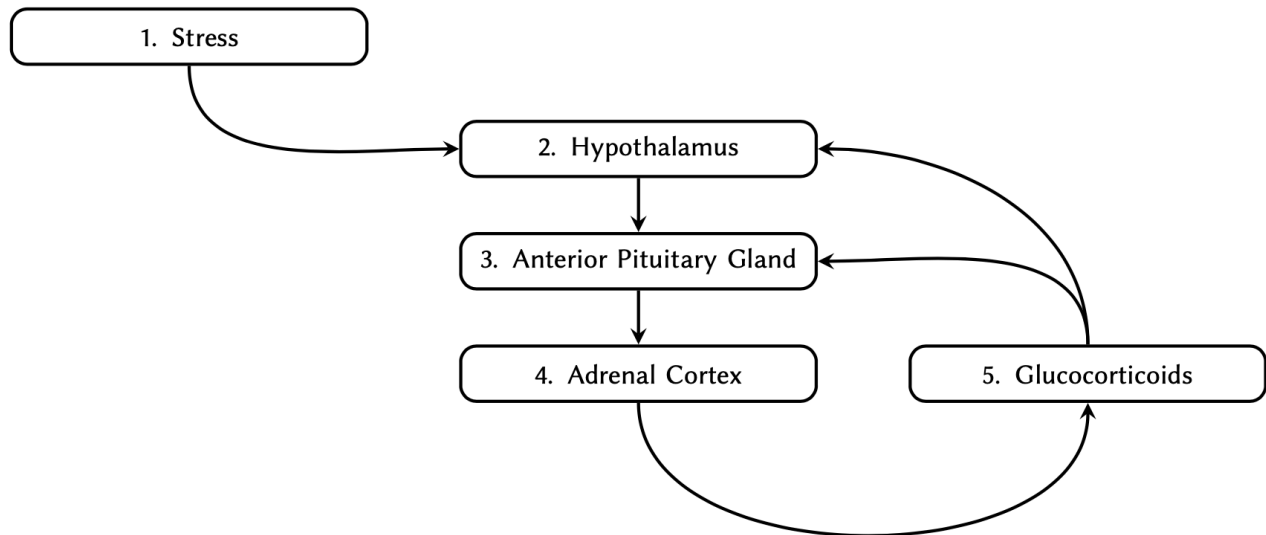 1. Stress
2. Hypothalamus
3. Anterior Pituitary Gland
4. Adrenal Cortex
5. Glucocorticoids